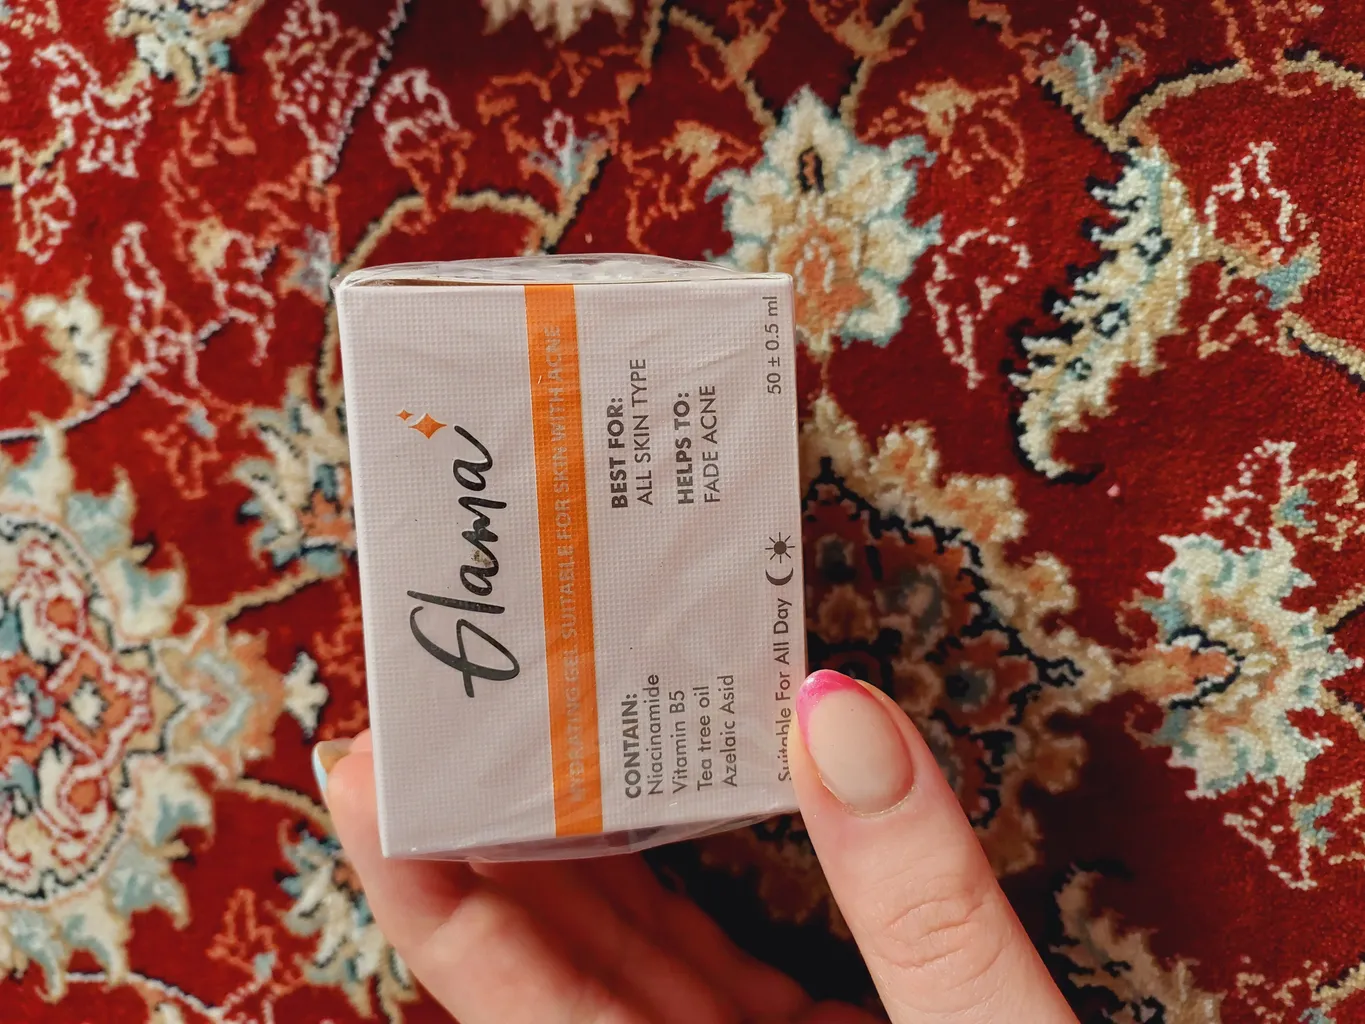 Glama
HYDRATING GEL SUITABLE FOR SKIN WITH ACNE
BEST FOR:
ALL SKIN TYPE
HELPS TO:
FADE ACNE
CONTAIN:
Niacinamide
Vitamin B5
Tea tree oil
Azelaic Asid
Suitable For All Day
50 ± 0.5 ml